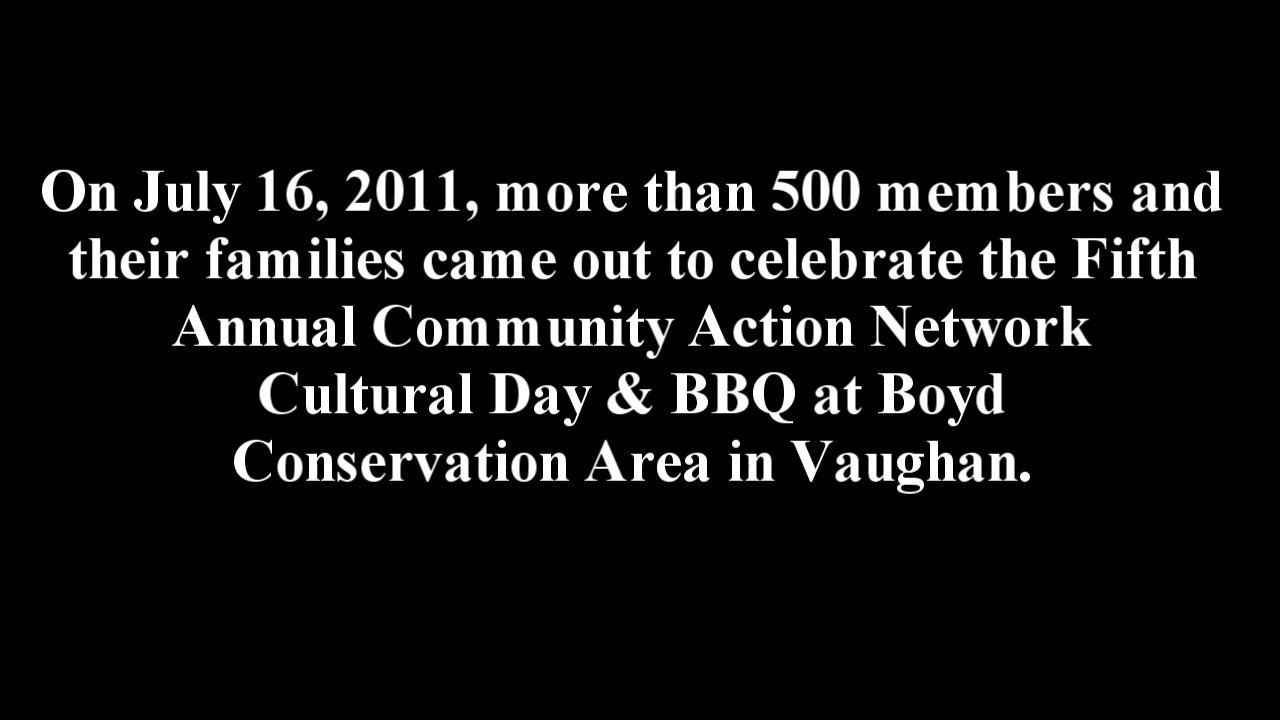 On July 16, 2011, more than 500 members and
their families came out to celebrate the Fifth
Annual Community Action Network
Cultural Day & BBQ at Boyd
Conservation Area in Vaughan.